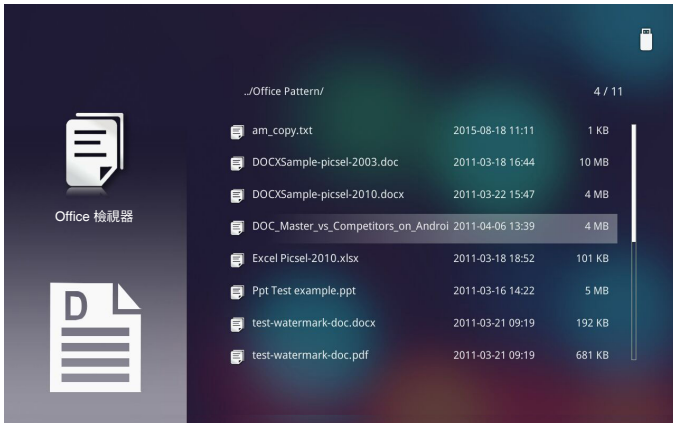 ../Office Pattern/ 4 / 11
am_copy.txt 2015-08-18 11:11 1 KB
DOCXSample-picsel-2003.doc 2011-03-18 16:44 10 MB
DOCXSample-picsel-2010.docx 2011-03-22 15:47 4 MB
Office 檢視器
DOC_Master_vs_Competitors_on_Androi 2011-04-06 13:39 4 MB
Excel Picsel-2010.xlsx 2011-03-18 18:52 101 KB
Ppt Test example.ppt 2011-03-16 14:22 5 MB
D
test-watermark-doc.docx 2011-03-21 09:19 192 KB
test-watermark-doc.pdf 2011-03-21 09:19 681 KB